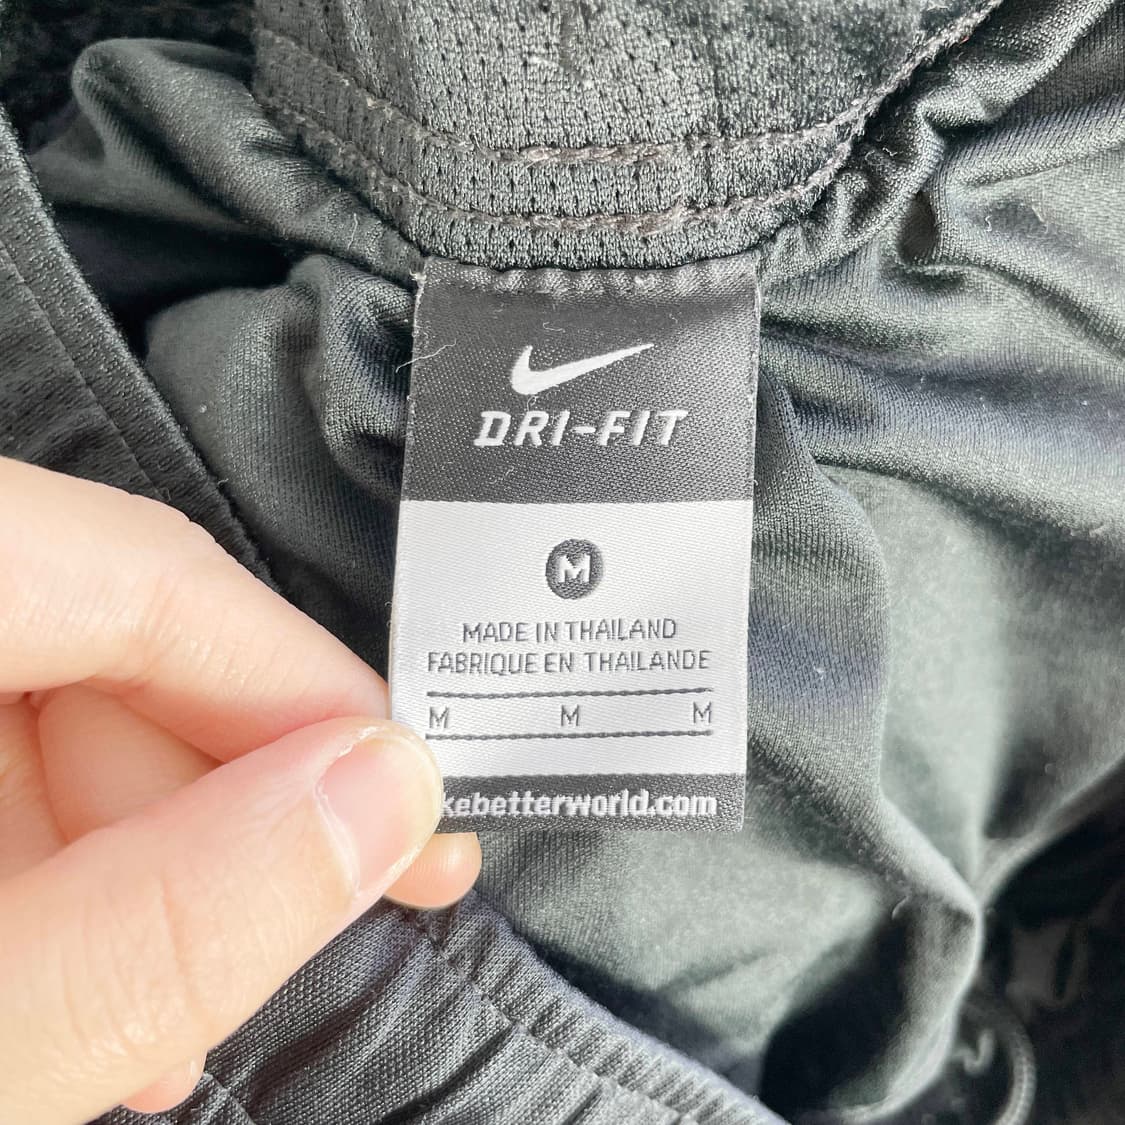 DRI-FIT
M
MADE IN THAILAND
FABRIQUE EN THAILANDE
M M M
kebetterworld.com